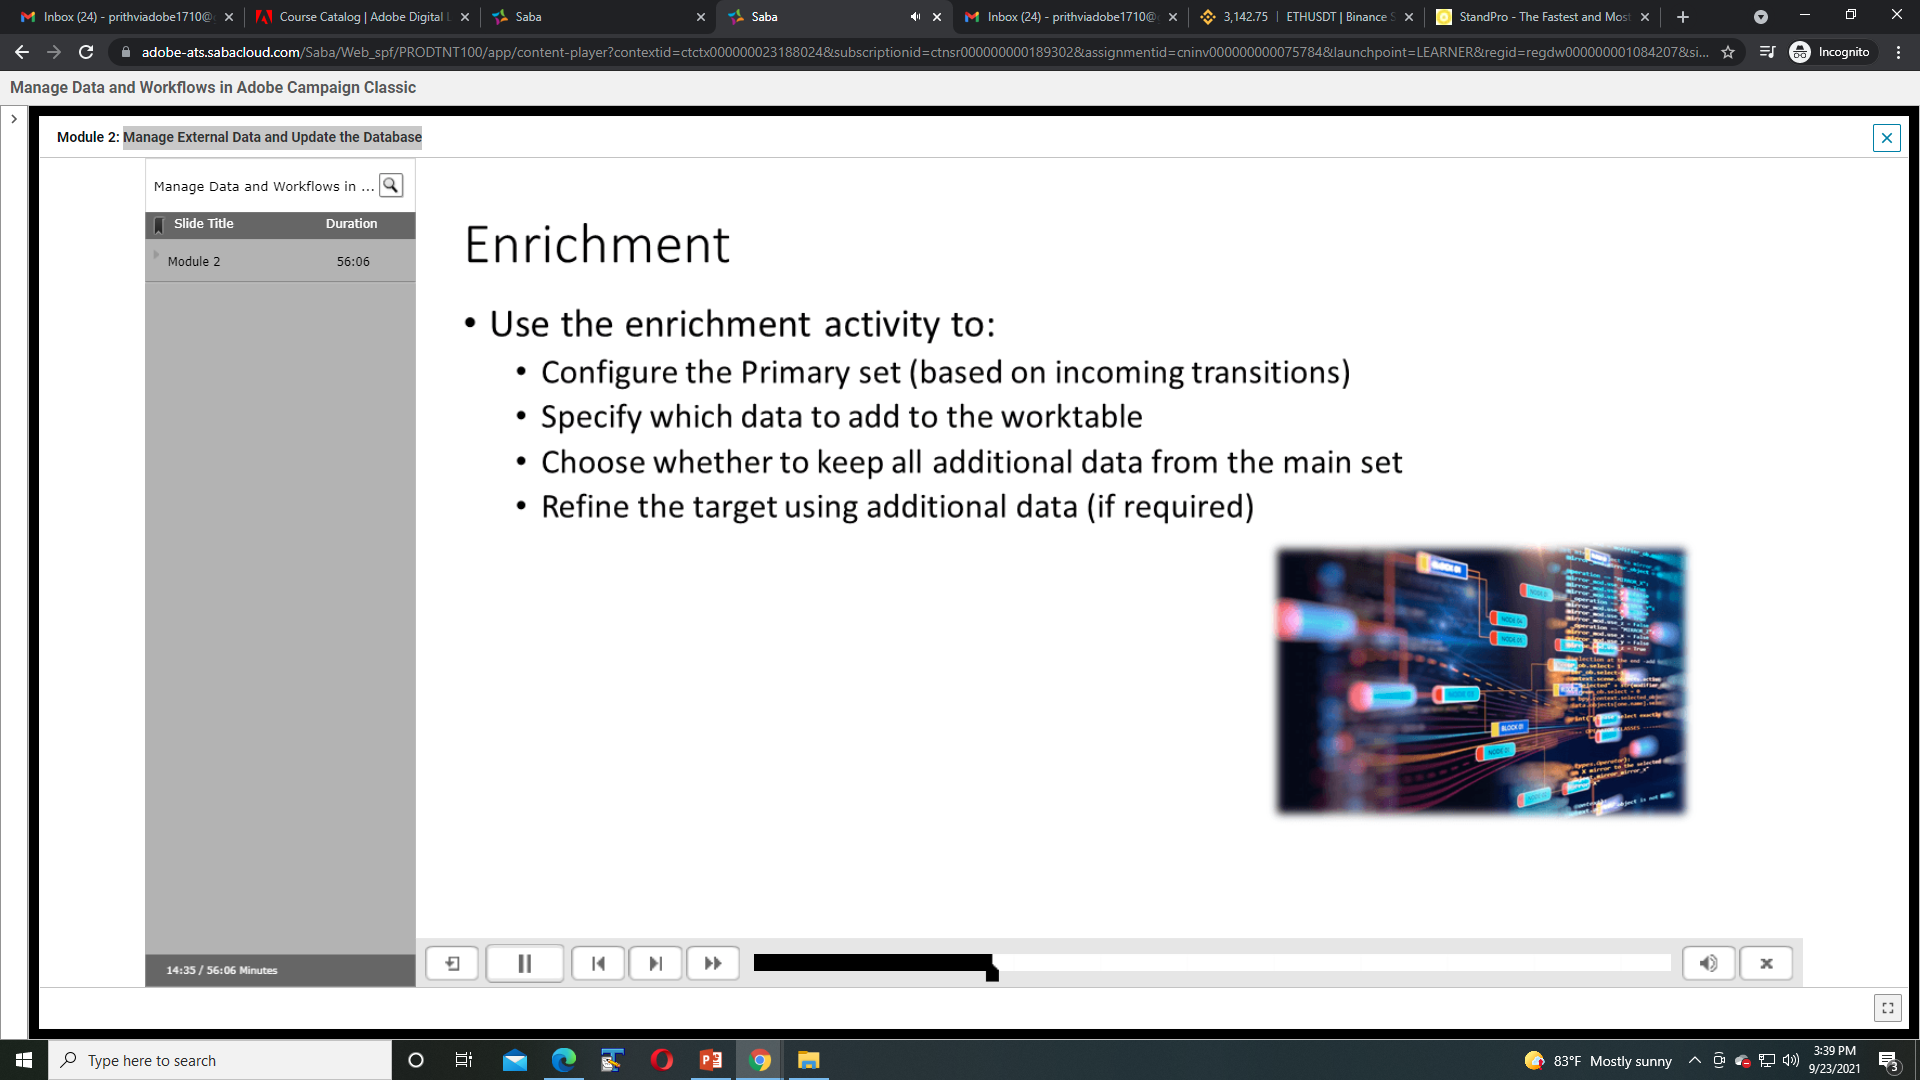 Inbox (24) - prithviadobe1710@
Course Catalog | Adobe Digital L
Saba
Saba
Inbox (24) - prithviadobe1710@
3,142.75 | ETHUSDT | Binance S
StandPro - The Fastest and Most
adobe-ats.sabacloud.com/Saba/Web_spf/PRODTNT100/app/content-player?contextid=ctctx000000023188024&subscriptionid=ctnsr0000000000189302&assignmentid=cninv000000000075784&launchpoint=LEARNER&regid=regdw000000001084207&si...
Incognito
Manage Data and Workflows in Adobe Campaign Classic
Module 2: Manage External Data and Update the Database
Manage Data and Workflows in ...
Slide Title Duration
Module 2 56:06
Enrichment
• Use the enrichment activity to:
• Configure the Primary set (based on incoming transitions)
• Specify which data to add to the worktable
• Choose whether to keep all additional data from the main set
• Refine the target using additional data (if required)
BLOCK 01
14:35 / 56:06 Minutes
Type here to search
83°F Mostly sunny
3:39 PM
9/23/2021
3